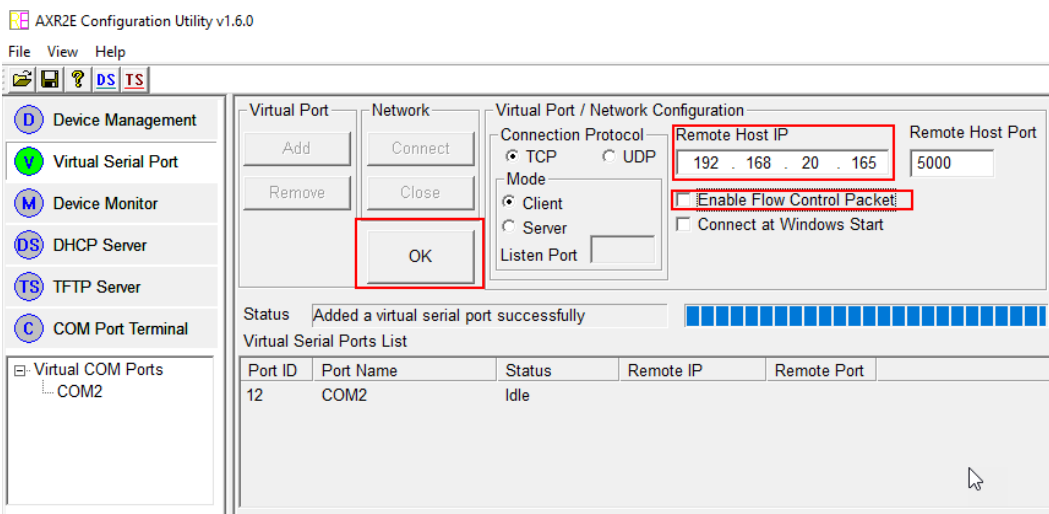 AXR2E Configuration Utility v1.6.0
File View Help
DS TS
D Device Management
V Virtual Serial Port
M Device Monitor
DS DHCP Server
TS TFTP Server
C COM Port Terminal
Virtual COM Ports
COM2
Virtual Port
Add
Remove
Network
Connect
Close
OK
Virtual Port / Network Configuration
Connection Protocol
TCP UDP
Mode
Client
Server
Listen Port
Remote Host IP
192 . 168 . 20 . 165
Remote Host Port
5000
Enable Flow Control Packet
Connect at Windows Start
Status Added a virtual serial port successfully
Virtual Serial Ports List
Port ID Port Name Status Remote IP Remote Port
12 COM2 Idle